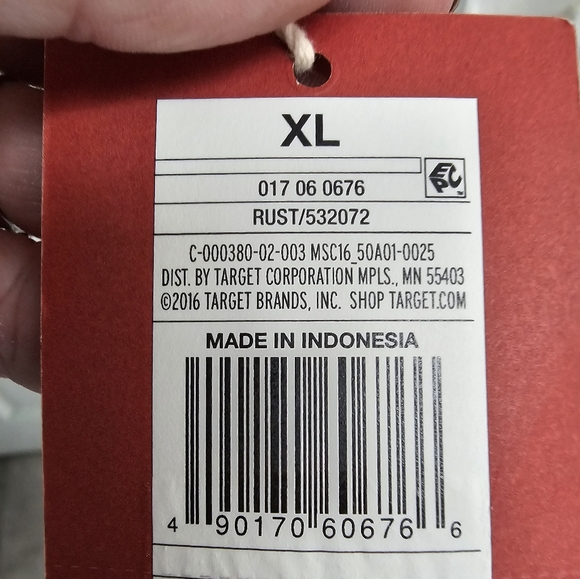 XL
EPC
017 06 0676
RUST/532072
C-000380-02-003 MSC16_50A01-0025
DIST. BY TARGET CORPORATION MPLS., MN 55403
©2016 TARGET BRANDS, INC. SHOP TARGET.COM
MADE IN INDONESIA
4 90170 60676 6